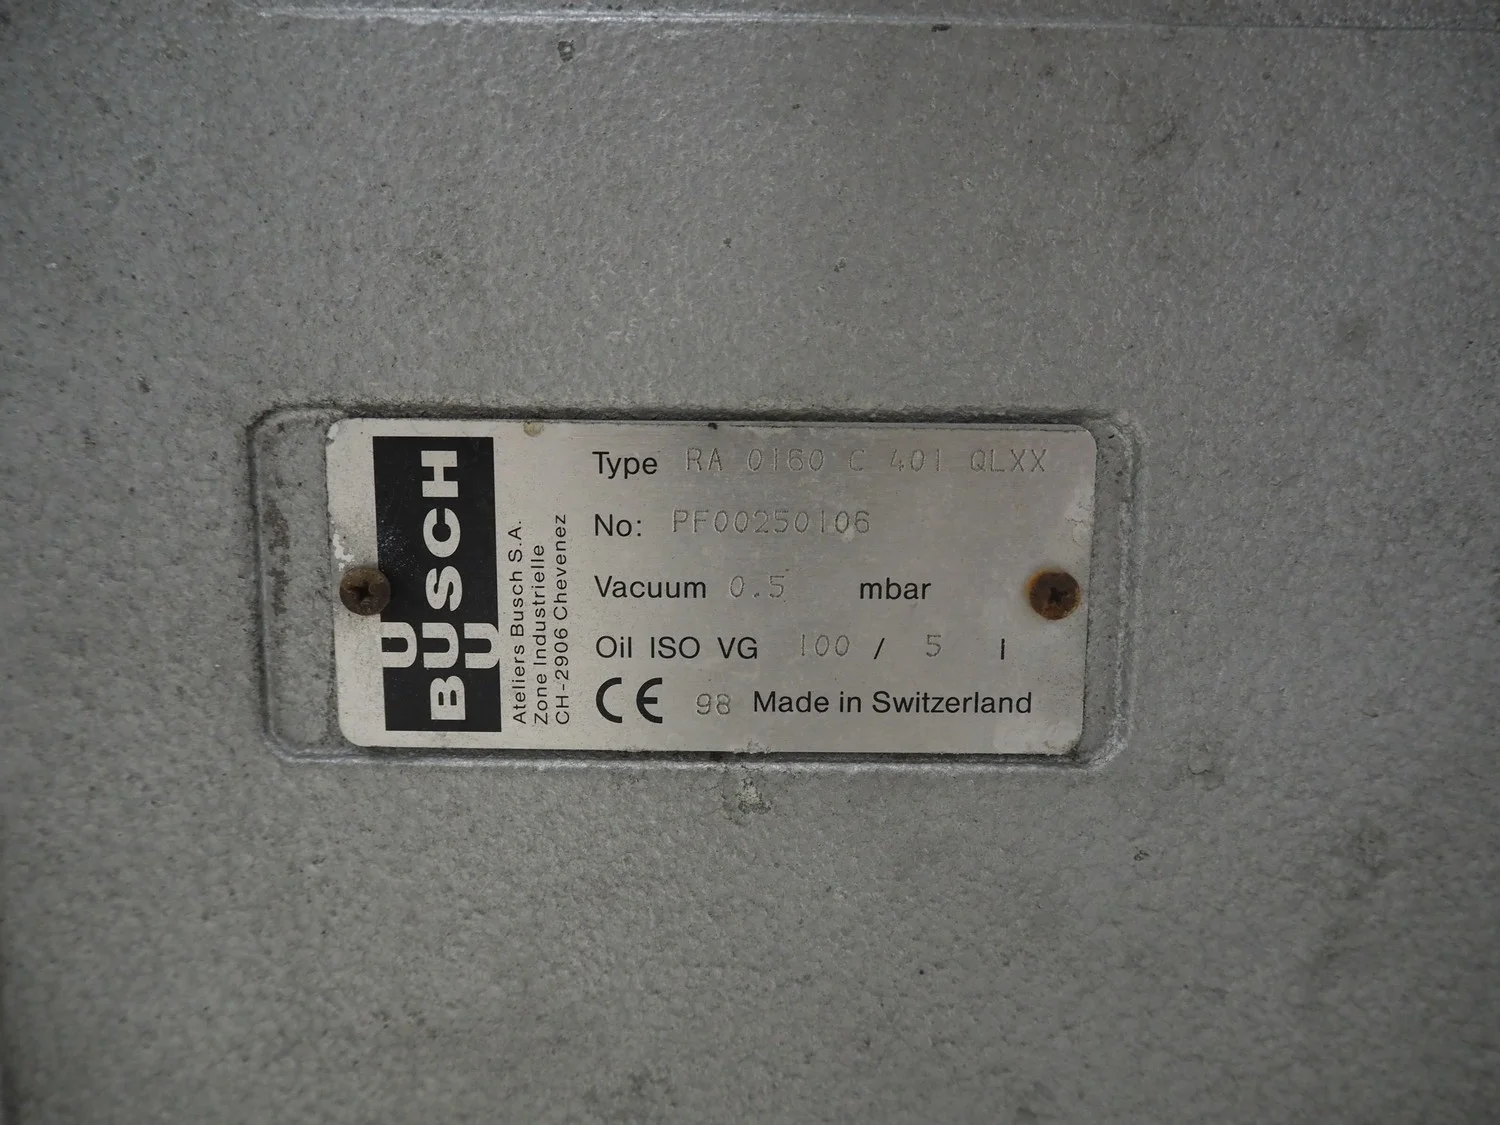 BUSCH
Ateliers Busch S.A.
Zone Industrielle
CH-2906 Chevenez
Type RA 0160 C 401 QLXX
No: PF00250106
Vacuum 0.5 mbar
Oil ISO VG 100 / 5 l
CE 98 Made in Switzerland